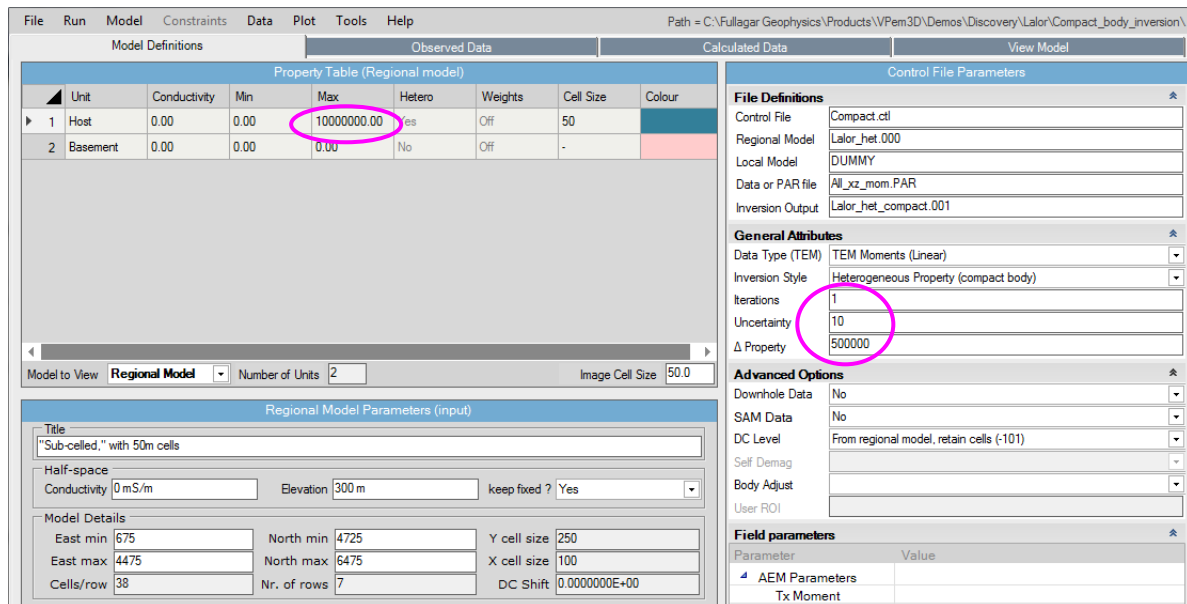 File Run Model Constraints Data Plot Tools Help Path = C:\Fullagar Geophysics\Products\VPem3D\Demos\Discovery\Lalor\Compact_body_inversion\
Model Definitions Observed Data Calculated Data View Model
Property Table (Regional model)
Unit Conductivity Min Max Hetero Weights Cell Size Colour
1 Host 0.00 0.00 10000000.00 Yes Off 50
2 Basement 0.00 0.00 0.00 No Off -
Model to View Regional Model Number of Units 2 Image Cell Size 50.0
Regional Model Parameters (input)
Title
"Sub-celled," with 50m cells
Half-space
Conductivity 0 mS/m Elevation 300 m keep fixed ? Yes
Model Details
East min 675 North min 4725 Y cell size 250
East max 4475 North max 6475 X cell size 100
Cells/row 38 Nr. of rows 7 DC Shift 0.0000000E+00
Control File Parameters
File Definitions
Control File Compact.ctl
Regional Model Lalor_het.000
Local Model DUMMY
Data or PAR file All_xz_mom.PAR
Inversion Output Lalor_het_compact.001
General Attributes
Data Type (TEM) TEM Moments (Linear)
Inversion Style Heterogeneous Property (compact body)
Iterations 1
Uncertainty 10
Δ Property 500000
Advanced Options
Downhole Data No
SAM Data No
DC Level From regional model, retain cells (-101)
Self Demag
Body Adjust
User ROI
Field parameters
Parameter Value
AEM Parameters
Tx Moment